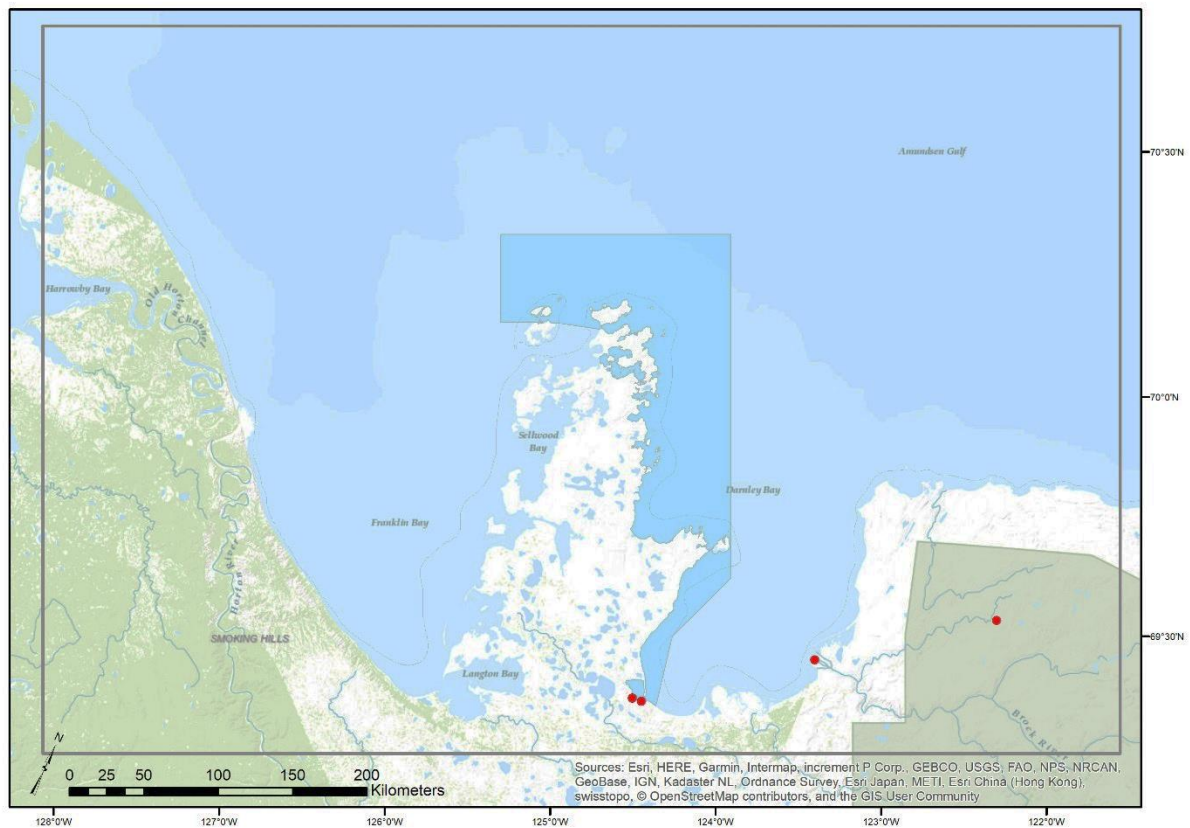 Amundsen Gulf
70°30'0"N
Harrowby Bay
Old Horton Channel
70°0'0"N
Sellwood
Bay
Darnley Bay
Franklin Bay
Horton River
SMOKING HILLS
69°30'0"N
Langton Bay
Brock River
N
0 25 50 100 150 200
Kilometers
Sources: Esri, HERE, Garmin, Intermap, increment P Corp., GEBCO, USGS, FAO, NPS, NRCAN,
GeoBase, IGN, Kadaster NL, Ordnance Survey, Esri Japan, METI, Esri China (Hong Kong),
swisstopo, © OpenStreetMap contributors, and the GIS User Community
128°0'W 127°0'W 126°0'W 125°0'W 124°0'W 123°0'W 122°0'W